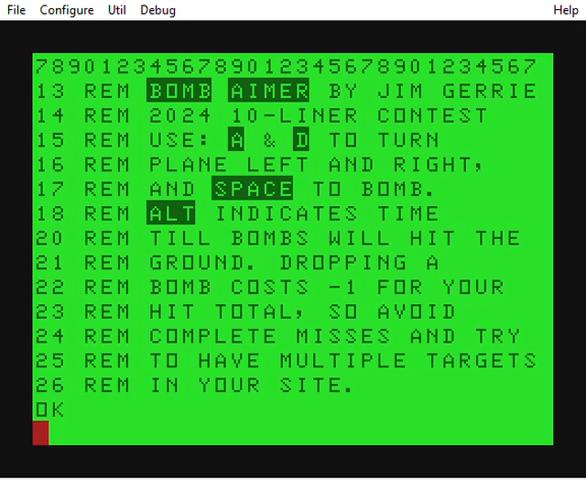 File Configure Util Debug Help
7890123456789012345678901234567
13 REM BOMB AIMER BY JIM GERRIE
14 REM 2024 10-LINER CONTEST
15 REM USE: A & D TO TURN
16 REM PLANE LEFT AND RIGHT,
17 REM AND SPACE TO BOMB.
18 REM ALT INDICATES TIME
20 REM TILL BOMBS WILL HIT THE
21 REM GROUND. DROPPING A
22 REM BOMB COSTS -1 FOR YOUR
23 REM HIT TOTAL, SO AVOID
24 REM COMPLETE MISSES AND TRY
25 REM TO HAVE MULTIPLE TARGETS
26 REM IN YOUR SITE.
OK